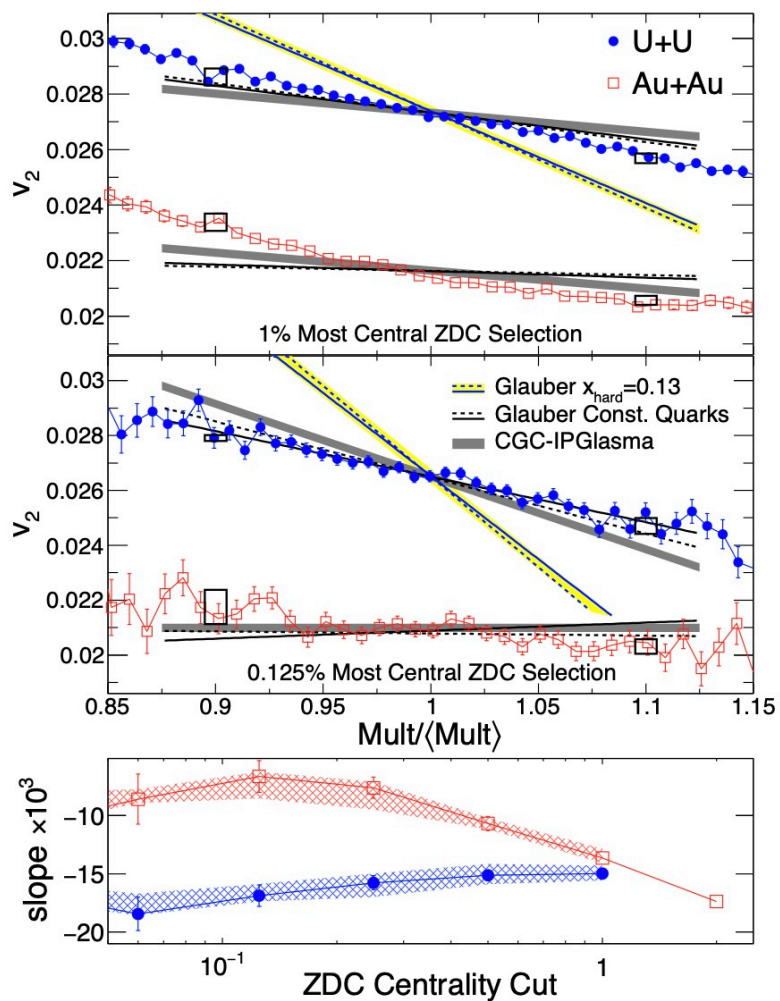 0.03
0.028
0.026
0.024
0.022
0.02
v₂
U+U
Au+Au
1% Most Central ZDC Selection
0.03
0.028
0.026
0.024
0.022
0.02
v₂
Glauber x_hard=0.13
Glauber Const. Quarks
CGC-IPGlasma
0.125% Most Central ZDC Selection
0.85 0.9 0.95 1 1.05 1.1 1.15
Mult/⟨Mult⟩
-10
-15
-20
slope ×10³
10⁻¹ 1
ZDC Centrality Cut